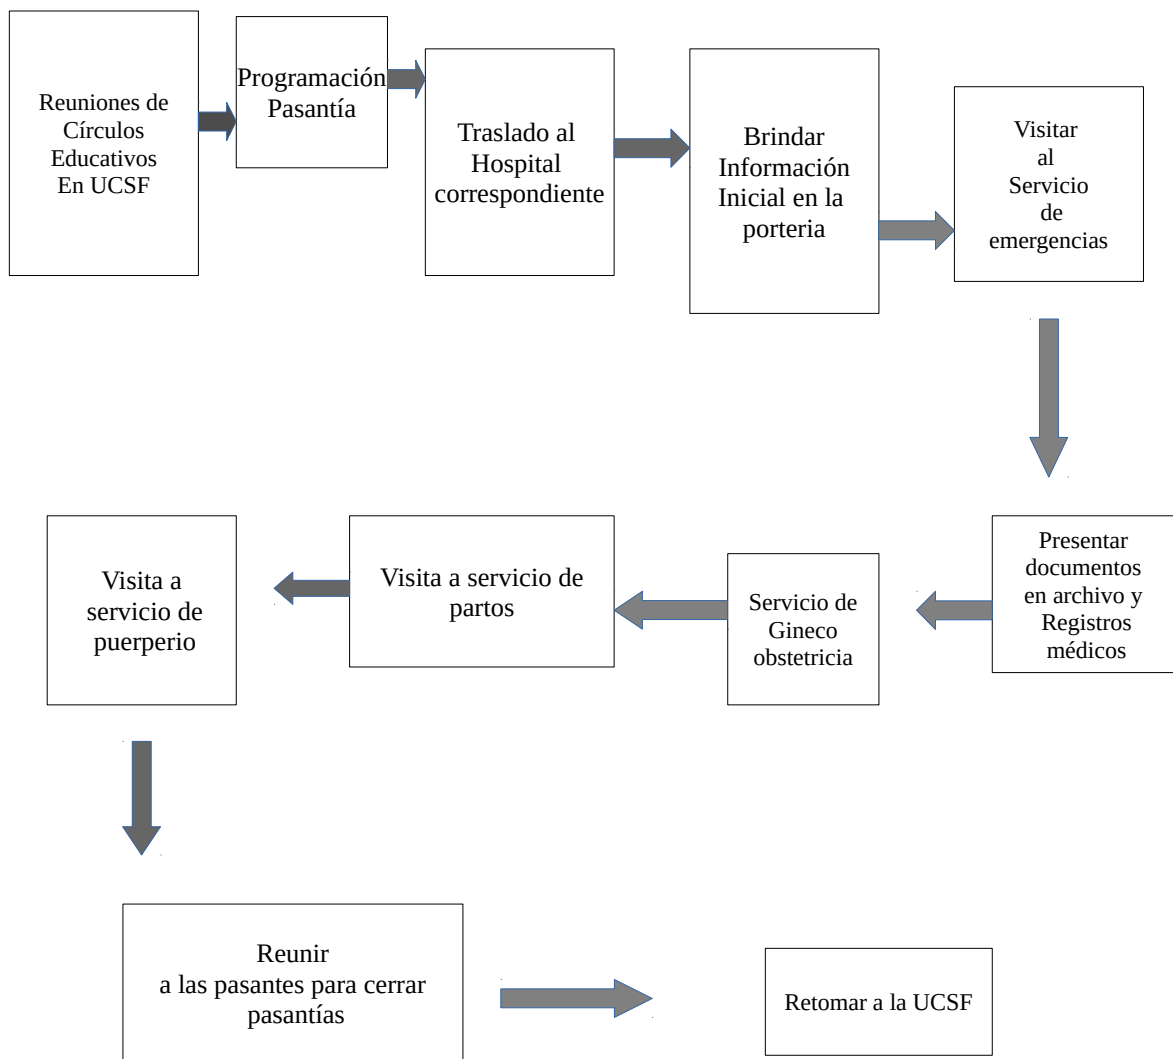 Reuniones de
Círculos
Educativos
En UCSF
Programación
Pasantía
Traslado al
Hospital
correspondiente
Brindar
Información
Inicial en la
porteria
Visitar
al
Servicio
de
emergencias
Presentar
documentos
en archivo y
Registros
médicos
Servicio de
Gineco
obstetricia
Visita a servicio de
partos
Visita a
servicio de
puerperio
Reunir
a las pasantes para cerrar
pasantías
Retomar a la UCSF